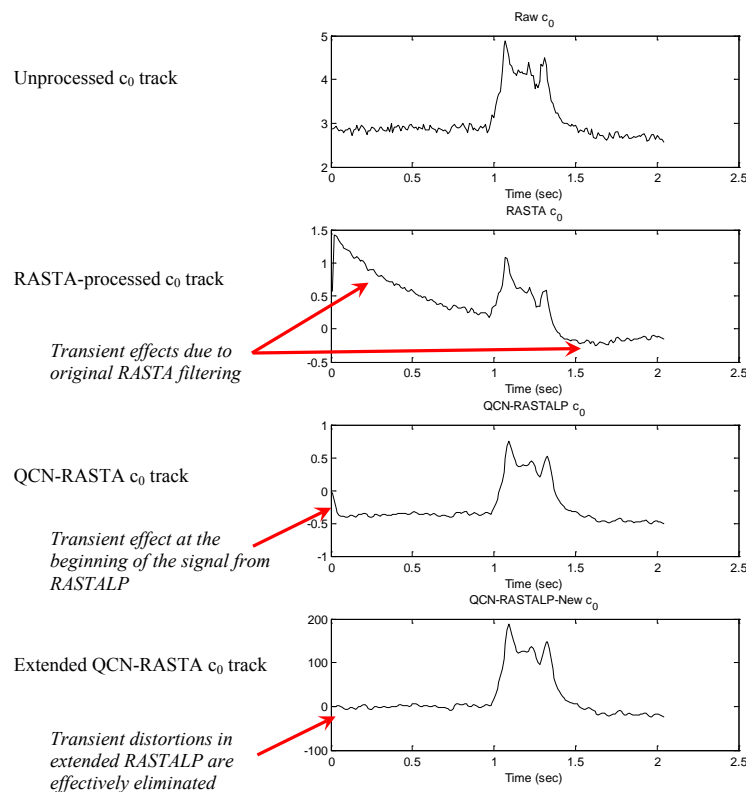 Raw c0
Unprocessed c0 track
5
4
3
2
0 0.5 1 1.5 2 2.5
Time (sec)
RASTA c0
RASTA-processed c0 track
1.5
1
0.5
0
-0.5
Transient effects due to
original RASTA filtering
0 0.5 1 1.5 2 2.5
Time (sec)
QCN-RASTALP c0
QCN-RASTA c0 track
1
0.5
0
-0.5
-1
Transient effect at the
beginning of the signal from
RASTALP
0 0.5 1 1.5 2 2.5
Time (sec)
QCN-RASTALP-New c0
Extended QCN-RASTA c0 track
200
100
0
-100
Transient distortions in
extended RASTALP are
effectively eliminated
0 0.5 1 1.5 2 2.5
Time (sec)